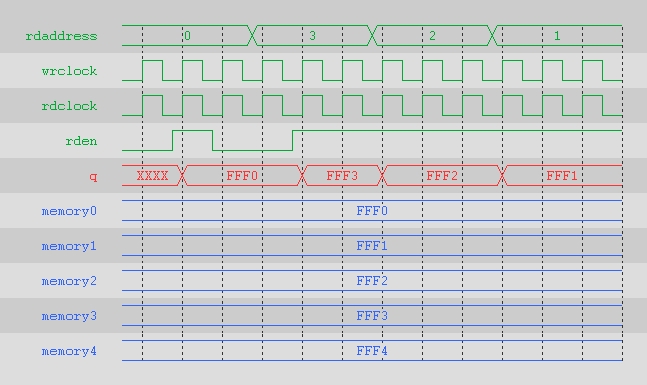 rdaddress 0 3 2 1
wrclock
rdclock
rden
q XXXX FFF0 FFF3 FFF2 FFF1
memory0 FFF0
memory1 FFF1
memory2 FFF2
memory3 FFF3
memory4 FFF4